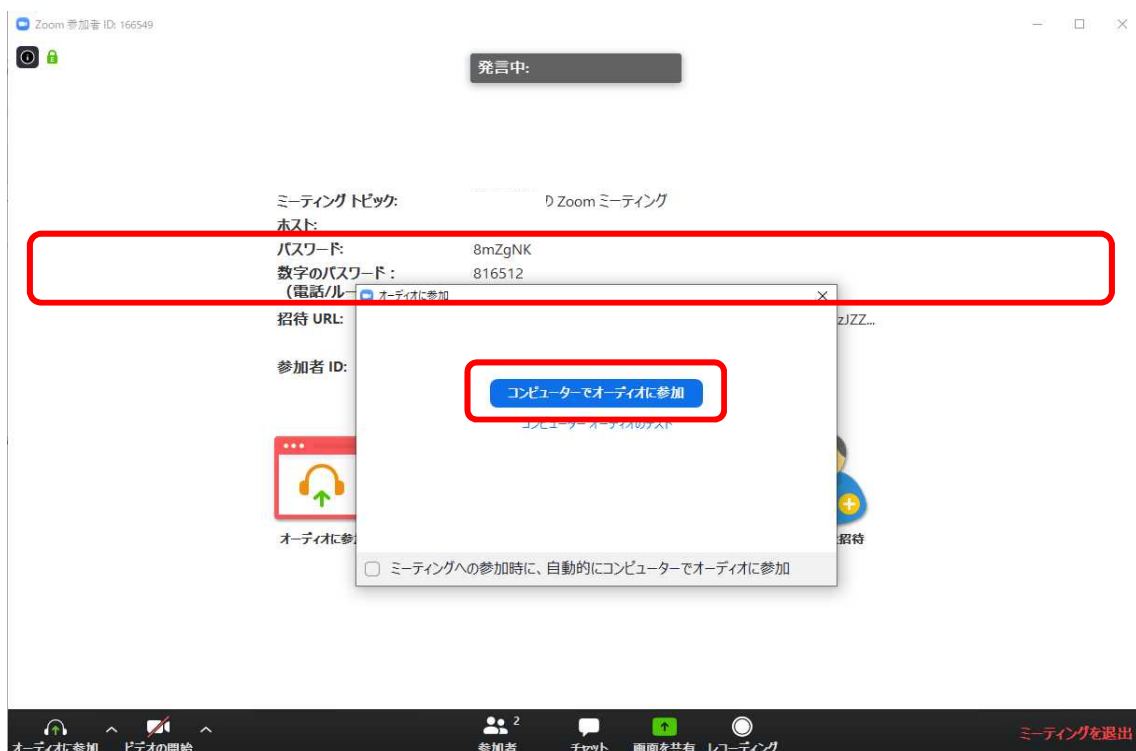 Zoom 参加者 ID: 166549
発言中:
ミーティング トピック: り Zoom ミーティング
ホスト:
パスワード: 8mZgNK
数字のパスワード： 816512
（電話/ルー
オーディオに参加
招待 URL: zJZZ...
参加者 ID:
コンピューターでオーディオに参加
コンピューター オーディオのテスト
オーディオに参
招待
ミーティングへの参加時に、自動的にコンピューターでオーディオに参加
2
オーディオに参加 ビデオの開始 参加者 チャット 画面を共有 レコーディング ミーティングを退出